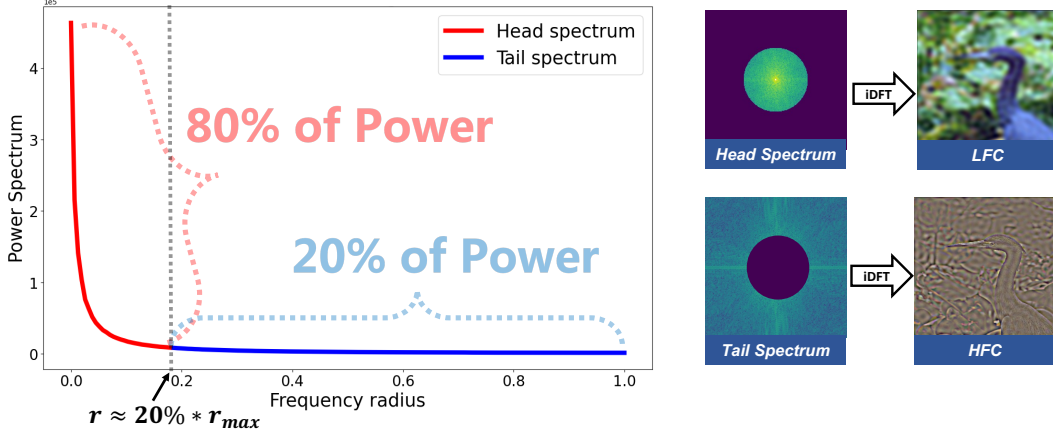 1e5
Head spectrum
Tail spectrum
80% of Power
20% of Power
Power Spectrum
4
3
2
1
0
0.0 0.2 0.4 0.6 0.8 1.0
Frequency radius
r ≈ 20% * r_max
iDFT
Head Spectrum
LFC
iDFT
Tail Spectrum
HFC